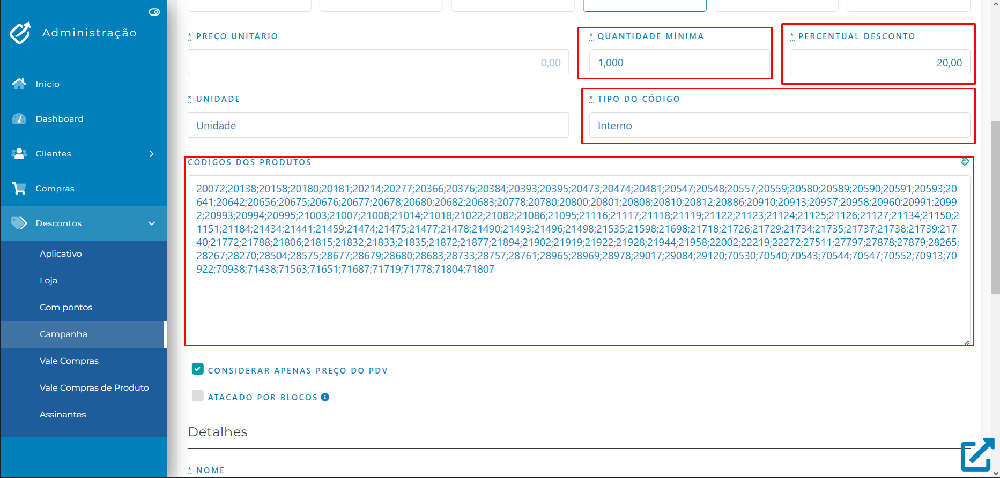 Administração
Início
Dashboard
Clientes
Compras
Descontos
Aplicativo
Loja
Com pontos
Campanha
Vale Compras
Vale Compras de Produto
Assinantes
* PREÇO UNITÁRIO
0,00
* QUANTIDADE MÍNIMA
1,000
* PERCENTUAL DESCONTO
20,00
* UNIDADE
Unidade
* TIPO DO CÓDIGO
Interno
CÓDIGOS DOS PRODUTOS
20072;20138;20158;20180;20181;20214;20277;20366;20376;20384;20393;20395;20473;20474;20481;20547;20548;20557;20559;20580;20589;20590;20591;20593;20
641;20642;20656;20675;20676;20677;20678;20680;20682;20683;20778;20780;20800;20801;20808;20810;20812;20886;20910;20913;20957;20958;20960;20991;2099
2;20993;20994;20995;21003;21007;21008;21014;21018;21022;21082;21086;21095;21116;21117;21118;21119;21122;21123;21124;21125;21126;21127;21134;21150;2
1151;21184;21434;21441;21459;21474;21475;21477;21478;21490;21493;21496;21498;21535;21598;21698;21718;21726;21729;21734;21735;21737;21738;21739;217
40;21772;21788;21806;21815;21832;21833;21835;21872;21877;21894;21902;21919;21922;21928;21944;21958;22002;22219;22272;27511;27797;27878;27879;28265;
28267;28270;28504;28575;28677;28679;28680;28683;28733;28757;28761;28965;28969;28978;29017;29084;29120;70530;70540;70543;70544;70547;70552;70913;70
922;70938;71438;71563;71651;71687;71719;71778;71804;71807
CONSIDERAR APENAS PREÇO DO PDV
ATACADO POR BLOCOS
Detalhes
* NOME